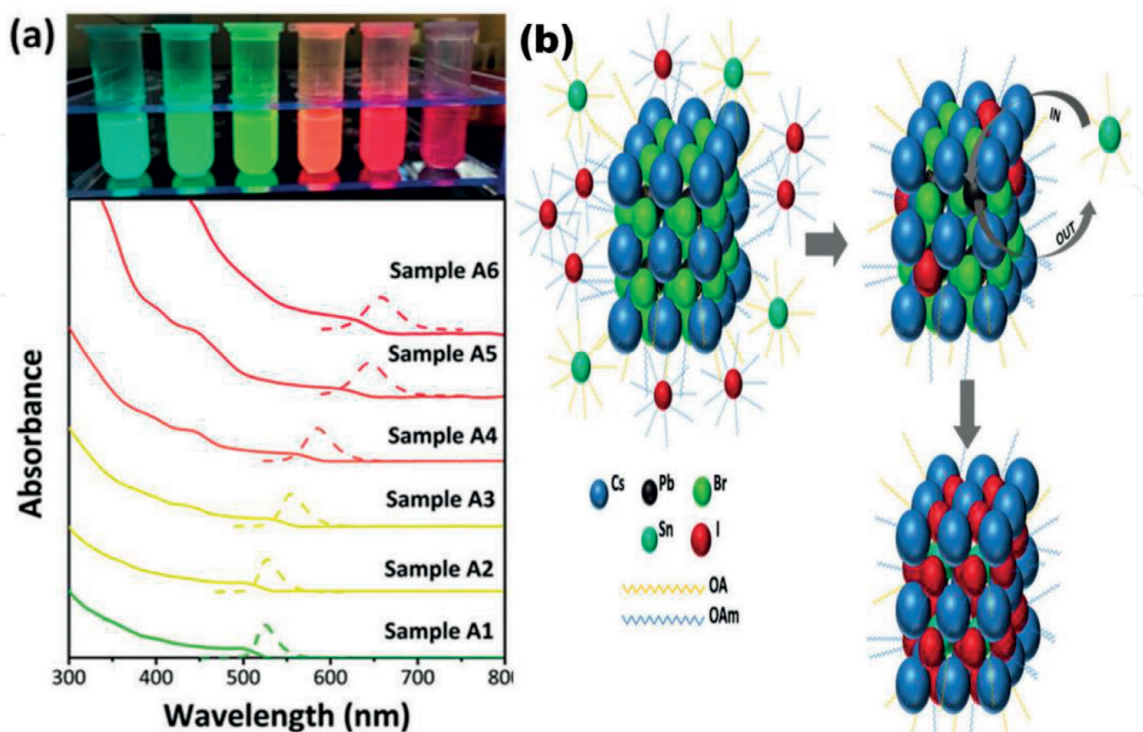 (a)
Sample A6
Sample A5
Sample A4
Sample A3
Sample A2
Sample A1
Absorbance
300 400 500 600 700 80
Wavelength (nm)
(b)
IN
OUT
Cs Pb Br
Sn I
OA
OAm